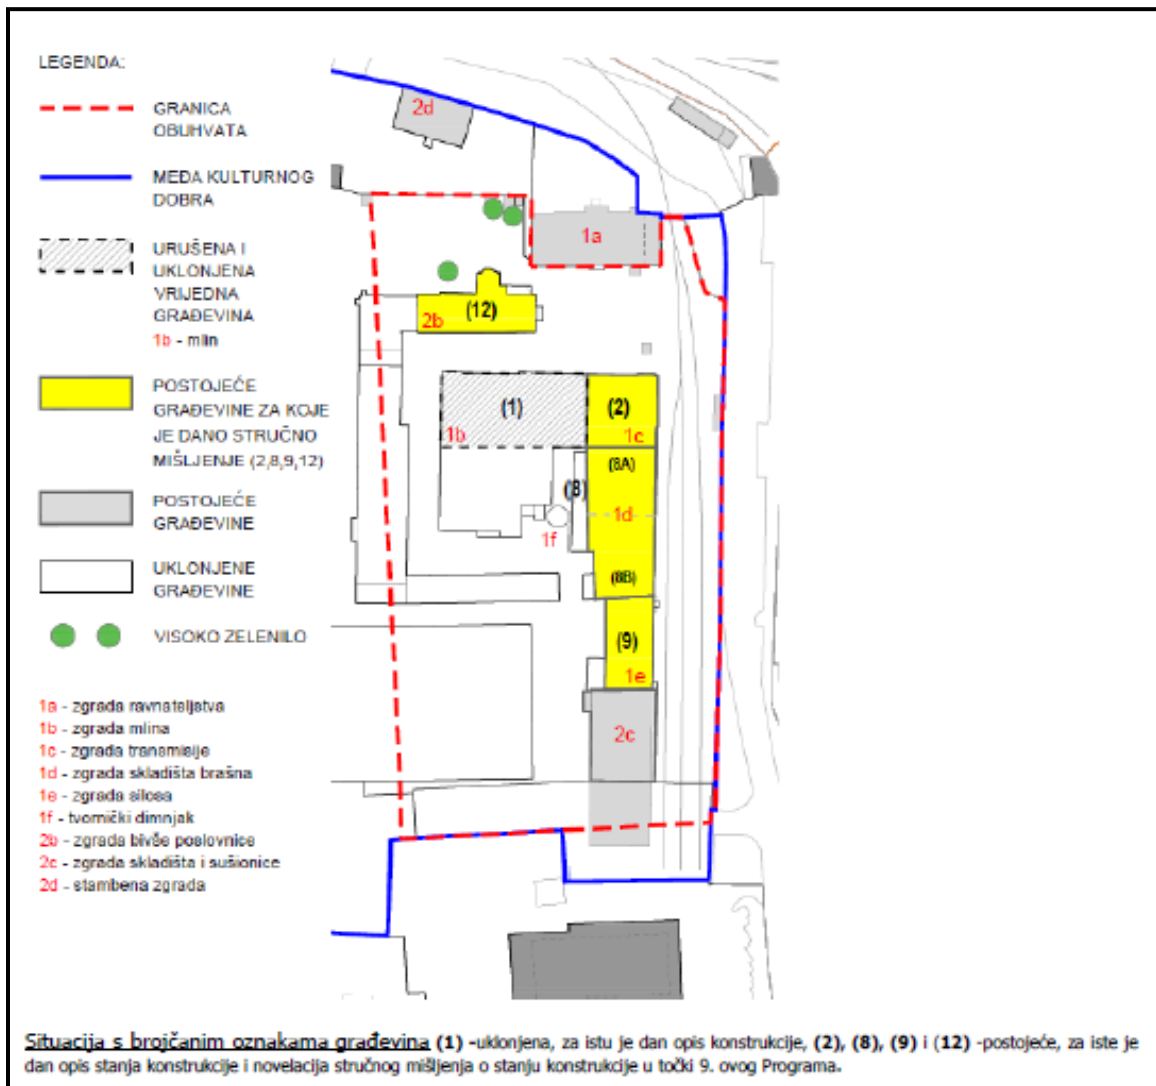 LEGENDA:
GRANICA
OBUHVATA
MEĐA KULTURNOG
DOBRA
URUŠENA I
UKLONJENA
VRIJEDNA
GRAĐEVINA
1b - mlin
POSTOJEĆE
GRAĐEVINE ZA KOJE
JE DANO STRUČNO
MIŠLJENJE (2,8,9,12)
POSTOJEĆE
GRAĐEVINE
UKLONJENE
GRAĐEVINE
VISOKO ZELENILO
1a - zgrada ravnateljstva
1b - zgrada mlina
1c - zgrada transmisije
1d - zgrada skladišta brašna
1e - zgrada silosa
1f - tvornički dimnjak
2b - zgrada bivše poslovnice
2c - zgrada skladišta i sušionice
2d - stambena zgrada
2d
1a
(12)
2b
(1)
(2)
1b
1c
(8A)
(8)
1d
1f
(8B)
(9)
1e
2c
Situacija s brojčanim oznakama građevina (1) -uklonjena, za istu je dan opis konstrukcije, (2), (8), (9) i (12) -postojeće, za iste je
dan opis stanja konstrukcije i novelacija stručnog mišljenja o stanju konstrukcije u točki 9. ovog Programa.